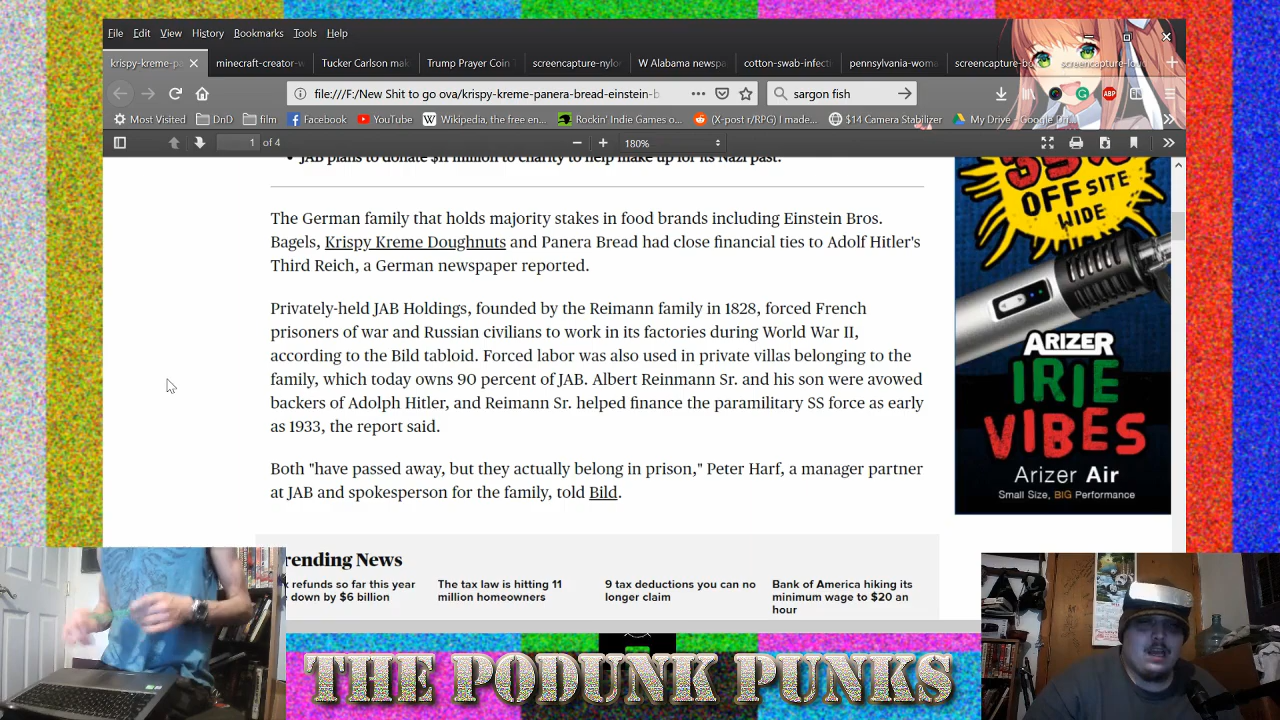 File Edit View History Bookmarks Tools Help
krispy-kreme-pa minecraft-creator-w Tucker Carlson mak Trump Prayer Coin screencapture-nylon W Alabama newspa cotton-swab-infecti pennsylvania-woma
file:///F:/New Shit to go ova/krispy-kreme-panera-bread-einstein-b sargon fish ABP
Most Visited DnD film Facebook YouTube Wikipedia, the free en... Rockin' Indie Games o... (X-post r/RPG) I made... $14 Camera Stabilizer My Drive - Google Dr...
1 of 4 180%
• JAB plans to donate $11 million to charity to help make up for its Nazi past.
The German family that holds majority stakes in food brands including Einstein Bros.
Bagels, Krispy Kreme Doughnuts and Panera Bread had close financial ties to Adolf Hitler's
Third Reich, a German newspaper reported.
Privately-held JAB Holdings, founded by the Reimann family in 1828, forced French
prisoners of war and Russian civilians to work in its factories during World War II,
according to the Bild tabloid. Forced labor was also used in private villas belonging to the
family, which today owns 90 percent of JAB. Albert Reinmann Sr. and his son were avowed
backers of Adolph Hitler, and Reimann Sr. helped finance the paramilitary SS force as early
as 1933, the report said.
Both "have passed away, but they actually belong in prison," Peter Harf, a manager partner
at JAB and spokesperson for the family, told Bild.
OFF SITE
WIDE
ARIZER
IRIE
VIBES
Arizer Air
Small Size, BIG Performance
rending News
refunds so far this year
down by $6 billion
The tax law is hitting 11
million homeowners
9 tax deductions you can no
longer claim
Bank of America hiking its
minimum wage to $20 an
hour
THE PODUNK PUNKS